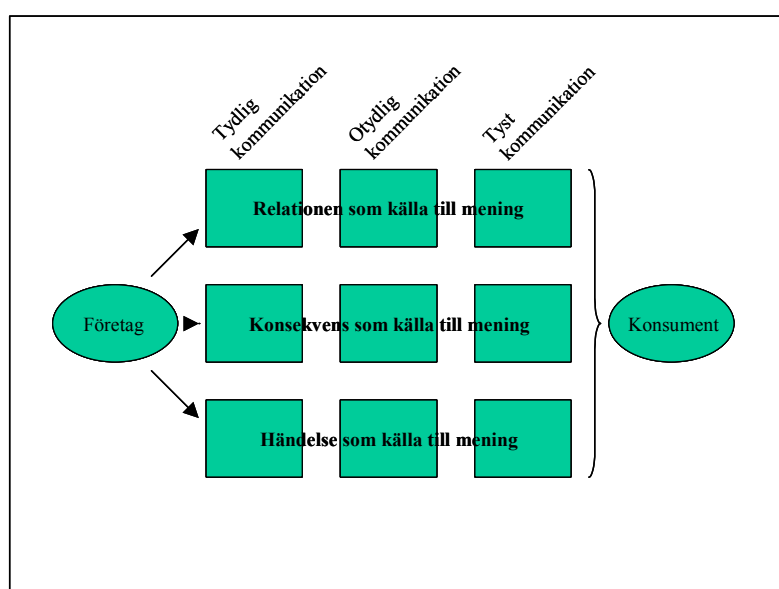 Tydlig
kommunikation
Otydlig
kommunikation
Tyst
kommunikation
Relationen som källa till mening
Företag
Konsekvens som källa till mening
Konsument
Händelse som källa till mening